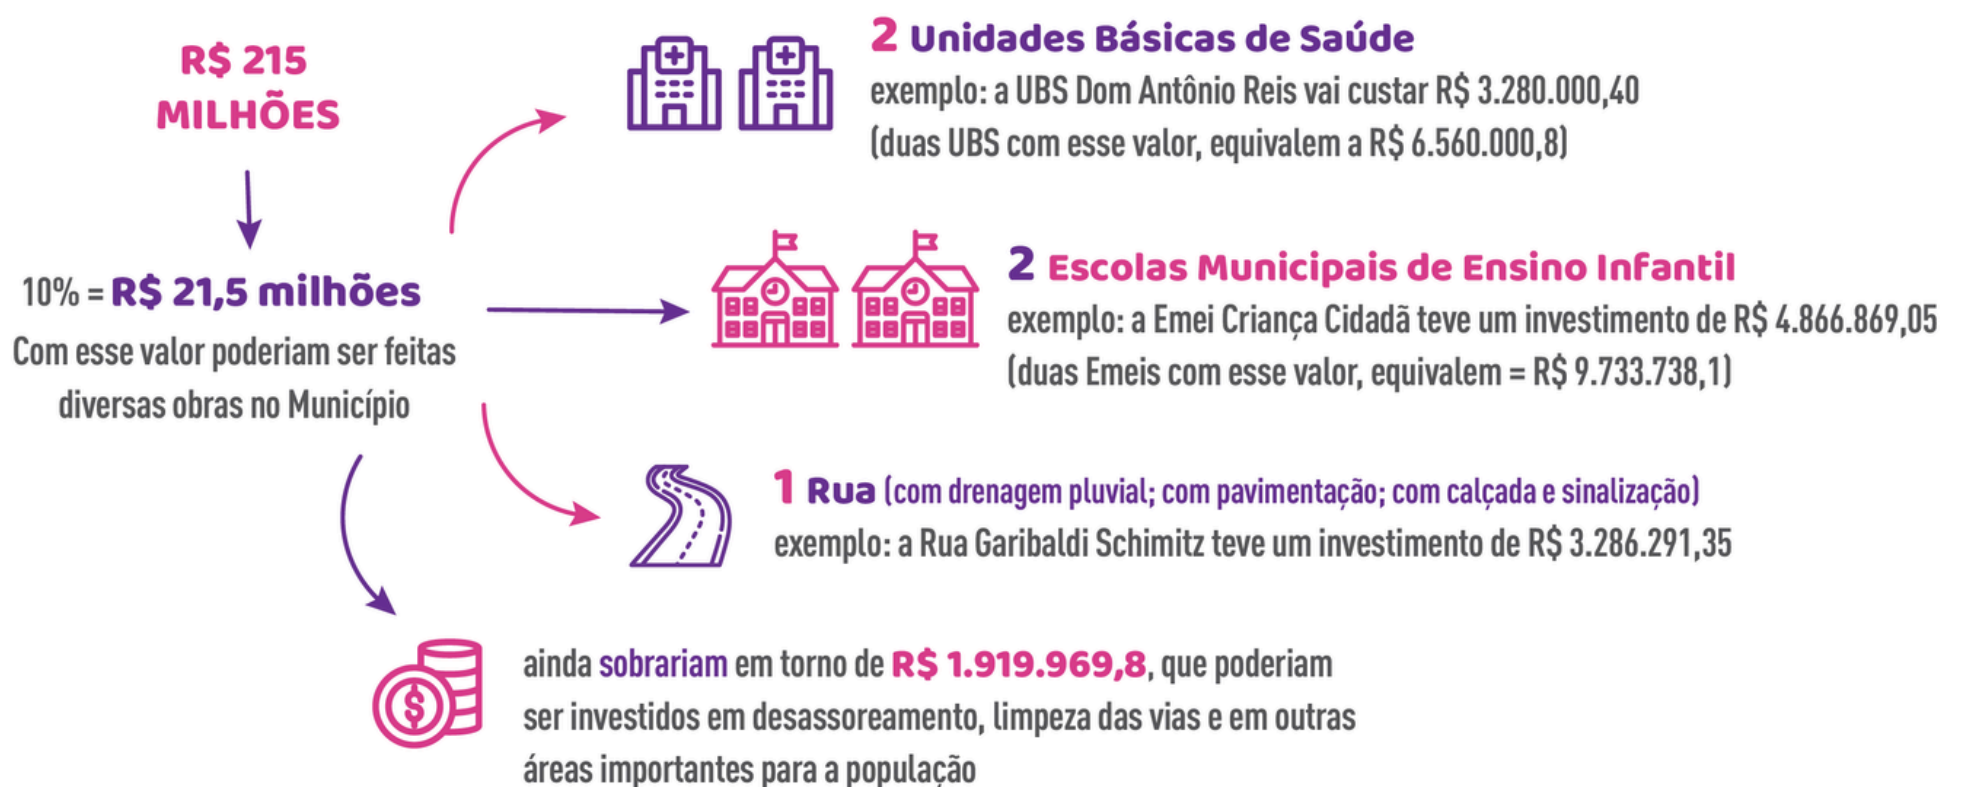 R$ 215
MILHÕES
10% = R$ 21,5 milhões
Com esse valor poderiam ser feitas
diversas obras no Município
2 Unidades Básicas de Saúde
exemplo: a UBS Dom Antônio Reis vai custar R$ 3.280.000,40
(duas UBS com esse valor, equivalem a R$ 6.560.000,8)
2 Escolas Municipais de Ensino Infantil
exemplo: a Emei Criança Cidadã teve um investimento de R$ 4.866.869,05
(duas Emeis com esse valor, equivalem = R$ 9.733.738,1)
1 Rua (com drenagem pluvial; com pavimentação; com calçada e sinalização)
exemplo: a Rua Garibaldi Schimitz teve um investimento de R$ 3.286.291,35
$
ainda sobrariam em torno de R$ 1.919.969,8, que poderiam
ser investidos em desassoreamento, limpeza das vias e em outras
áreas importantes para a população